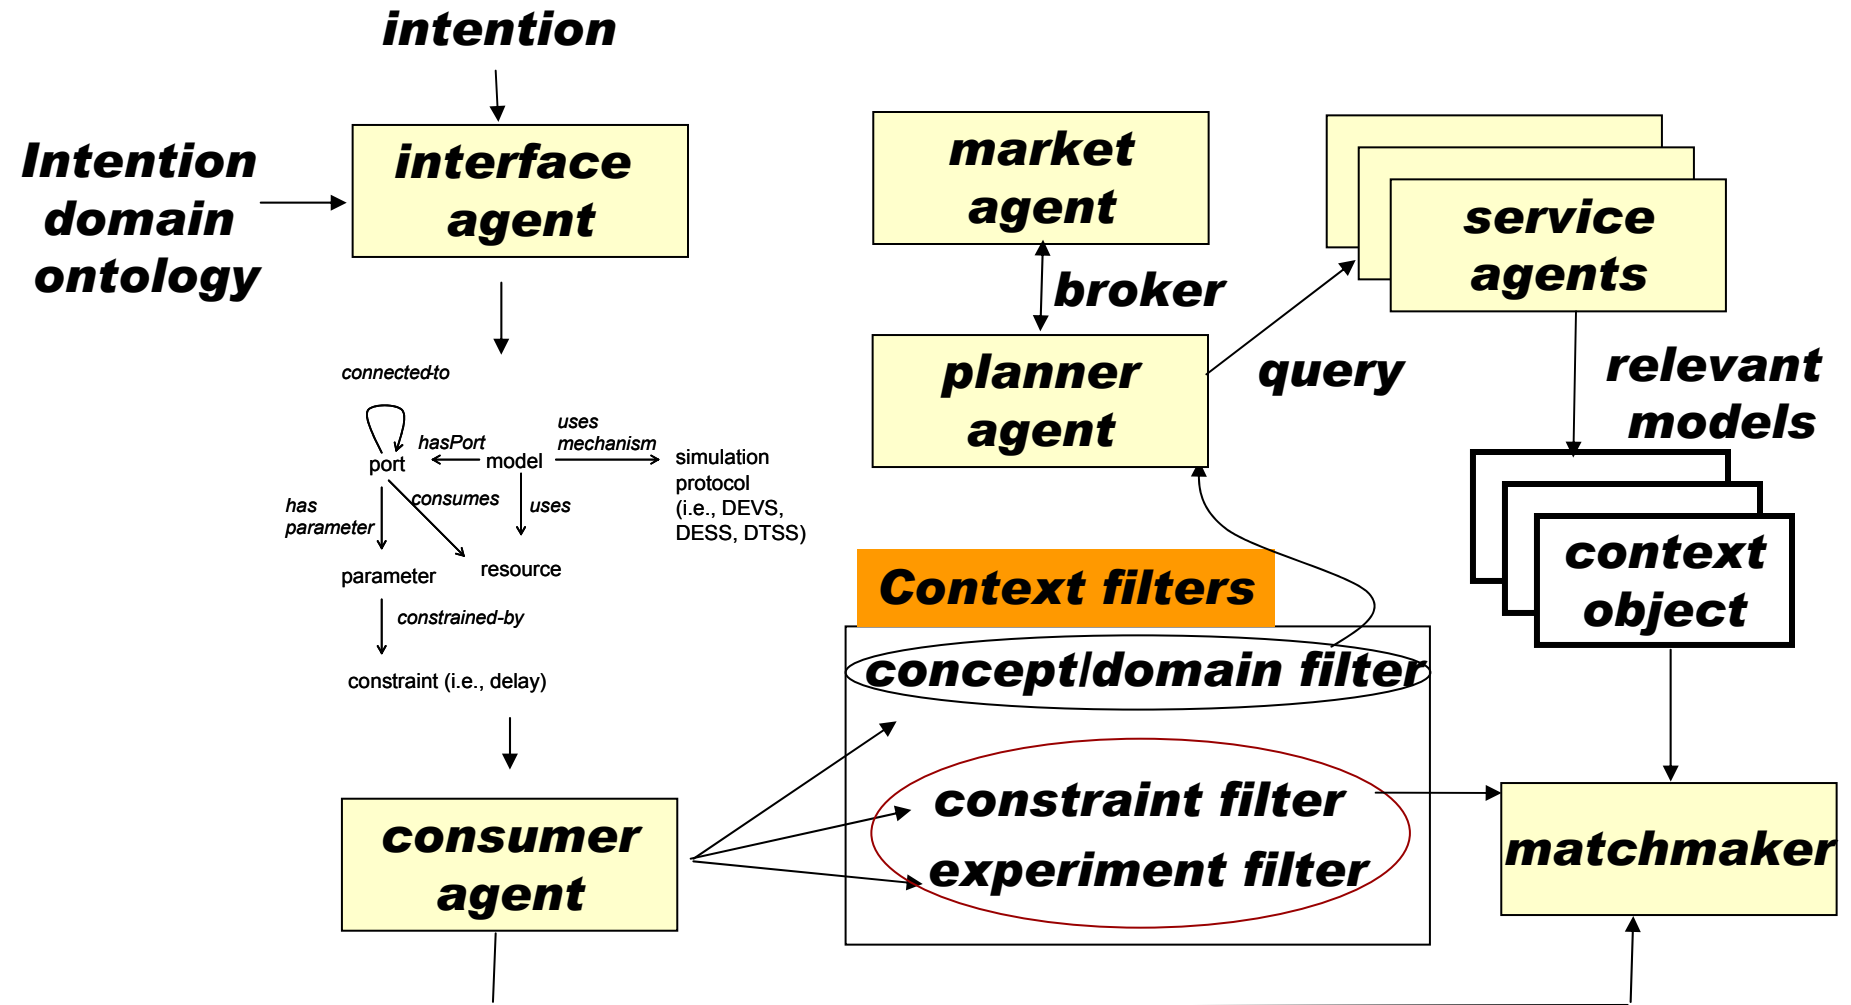 intention
Intention
domain
ontology
interface
agent
connected-to
port
hasPort
model
uses
mechanism
simulation
protocol
(i.e., DEVS,
DESS, DTSS)
has
parameter
consumes
uses
parameter
resource
constrained-by
constraint (i.e., delay)
consumer
agent
market
agent
broker
planner
agent
query
service
agents
relevant
models
context
object
Context filters
concept/domain filter
constraint filter
experiment filter
matchmaker